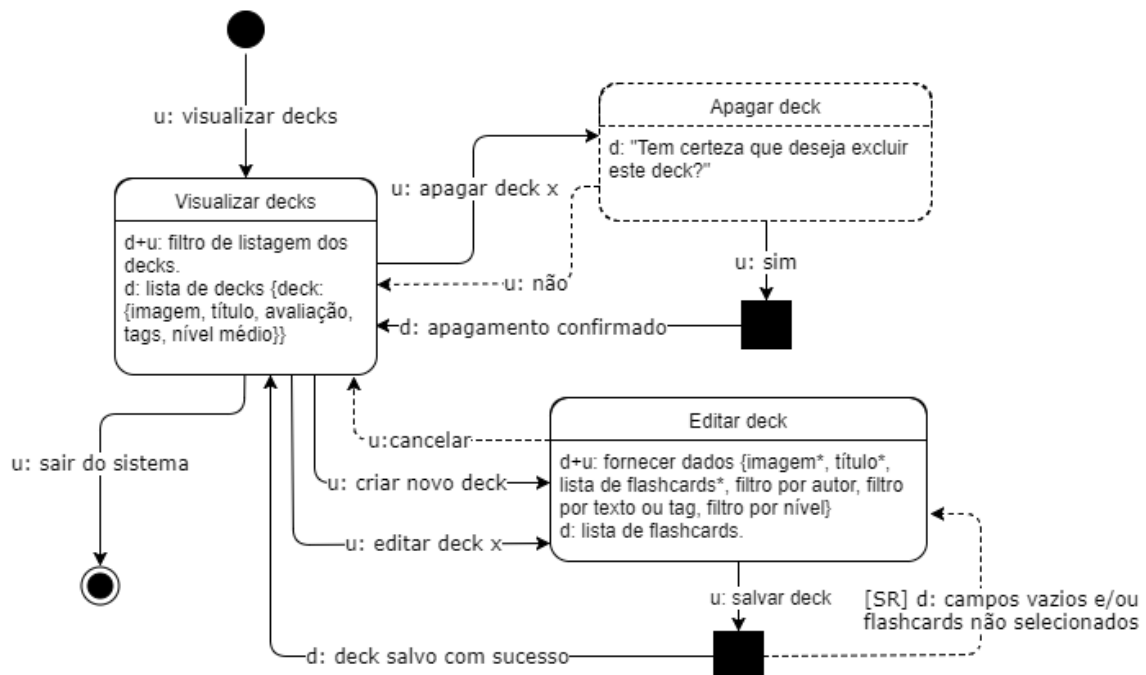 u: visualizar decks
Apagar deck
d: "Tem certeza que deseja excluir
este deck?"
u: apagar deck x
Visualizar decks
d+u: filtro de listagem dos
decks.
d: lista de decks {deck:
{imagem, título, avaliação,
tags, nível médio}}
u: não
u: sim
d: apagamento confirmado
u:cancelar
Editar deck
d+u: fornecer dados {imagem*, título*,
lista de flashcards*, filtro por autor, filtro
por texto ou tag, filtro por nível}
d: lista de flashcards.
u: sair do sistema
u: criar novo deck
u: editar deck x
u: salvar deck
[SR] d: campos vazios e/ou
flashcards não selecionados
d: deck salvo com sucesso